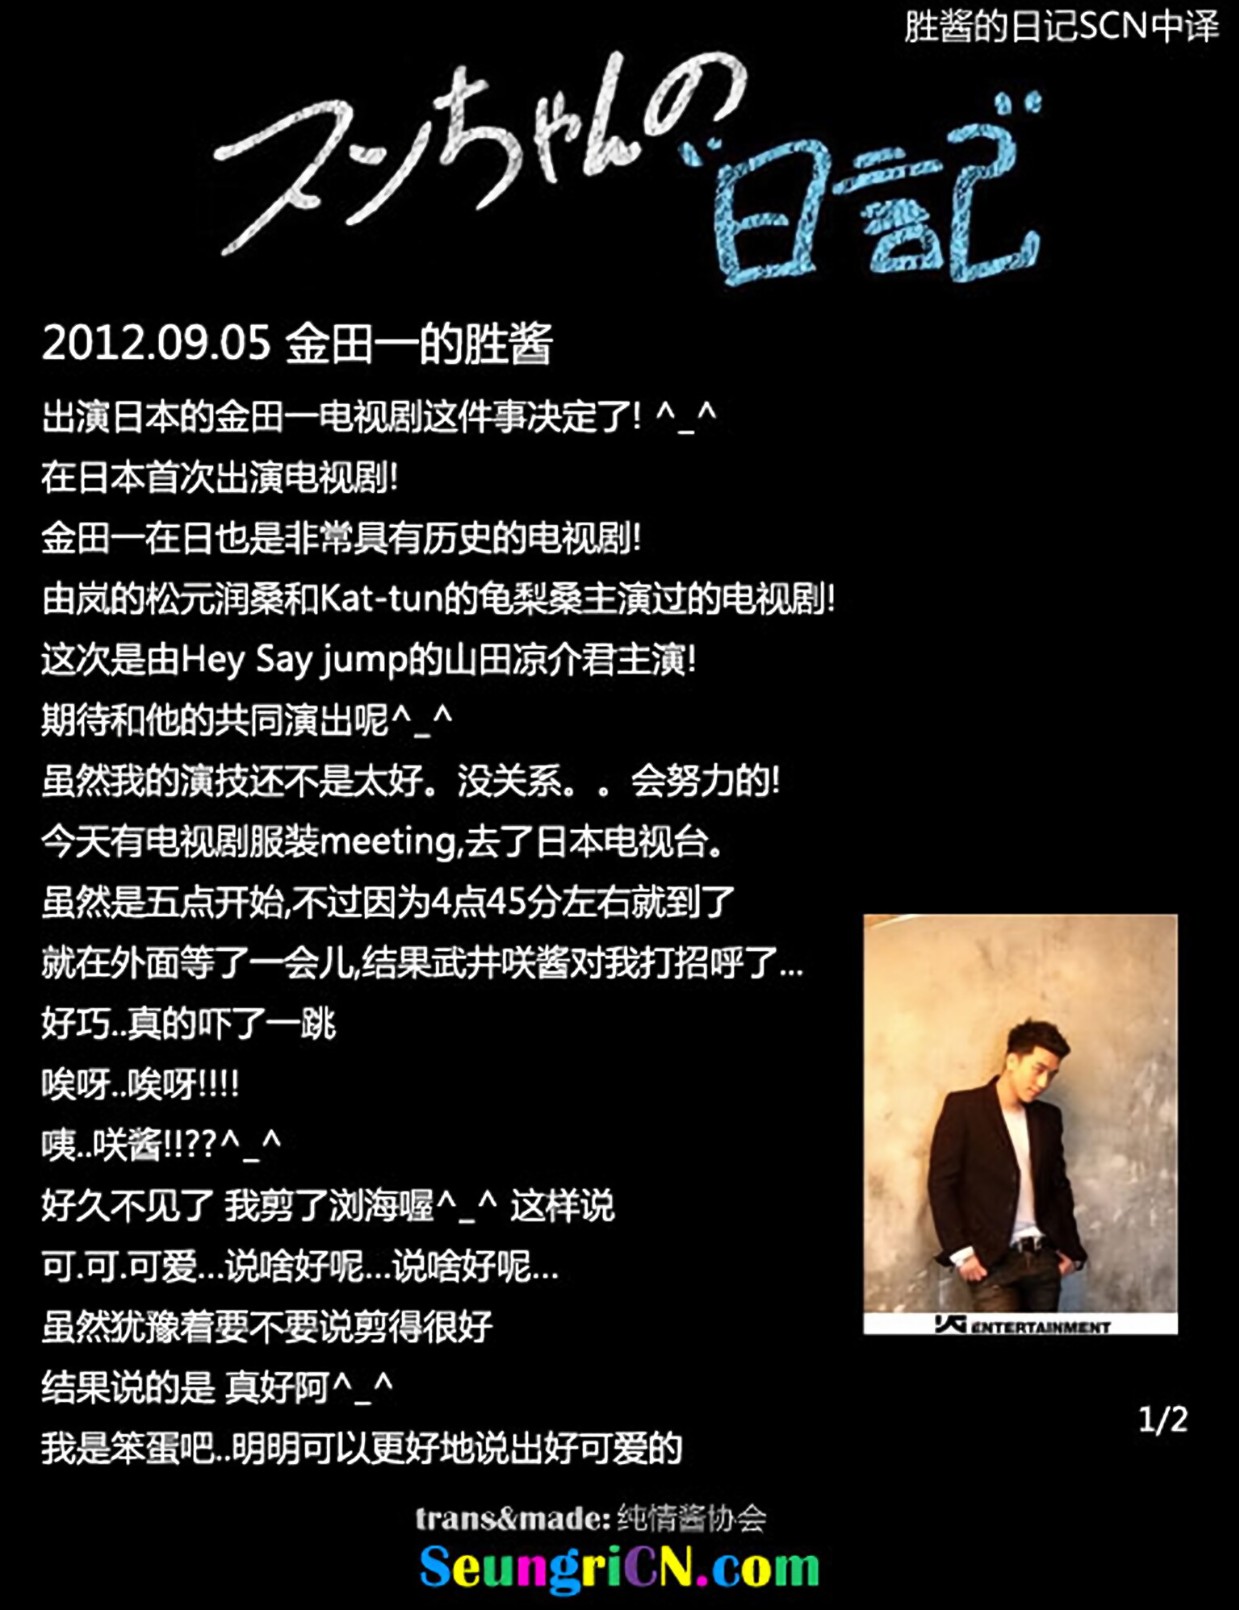 胜酱的日记SCN中译
スンちゃんの
日記
2012.09.05 金田一的胜酱
出演日本的金田一电视剧这件事决定了! ^_^
在日本首次出演电视剧!
金田一在日也是非常具有历史的电视剧!
由岚的松元润桑和Kat-tun的龟梨桑主演过的电视剧!
这次是由Hey Say jump的山田凉介君主演!
期待和他的共同演出呢^_^
虽然我的演技还不是太好。没关系。。会努力的!
今天有电视剧服装meeting,去了日本电视台。
虽然是五点开始,不过因为4点45分左右就到了
就在外面等了一会儿,结果武井咲酱对我打招呼了...
好巧..真的吓了一跳
唉呀..唉呀!!!!
咦..咲酱!!??^_^
好久不见了 我剪了浏海喔^_^ 这样说
可.可.可爱...说啥好呢...说啥好呢...
虽然犹豫着要不要说剪得很好
结果说的是 真好阿^_^
我是笨蛋吧..明明可以更好地说出好可爱的
YG ENTERTAINMENT
1/2
trans&made: 纯情酱协会
SeungriCN.com